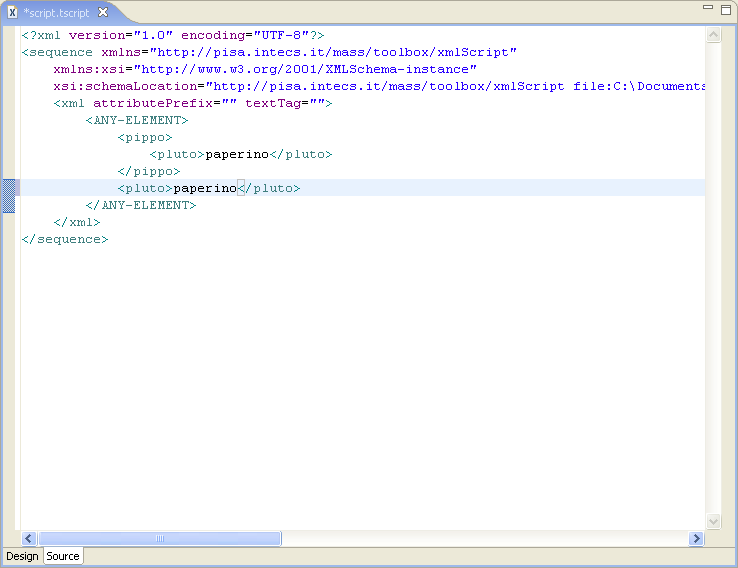 *script.tscript
<?xml version="1.0" encoding="UTF-8"?>
<sequence xmlns="http://pisa.intecs.it/mass/toolbox/xmlScript"
    xmlns:xsi="http://www.w3.org/2001/XMLSchema-instance"
    xsi:schemaLocation="http://pisa.intecs.it/mass/toolbox/xmlScript file:C:\Documents
    <xml attributePrefix="" textTag="">
        <ANY-ELEMENT>
            <pippo>
                <pluto>paperino</pluto>
            </pippo>
            <pluto>paperino</pluto>
        </ANY-ELEMENT>
    </xml>
</sequence>
Design Source